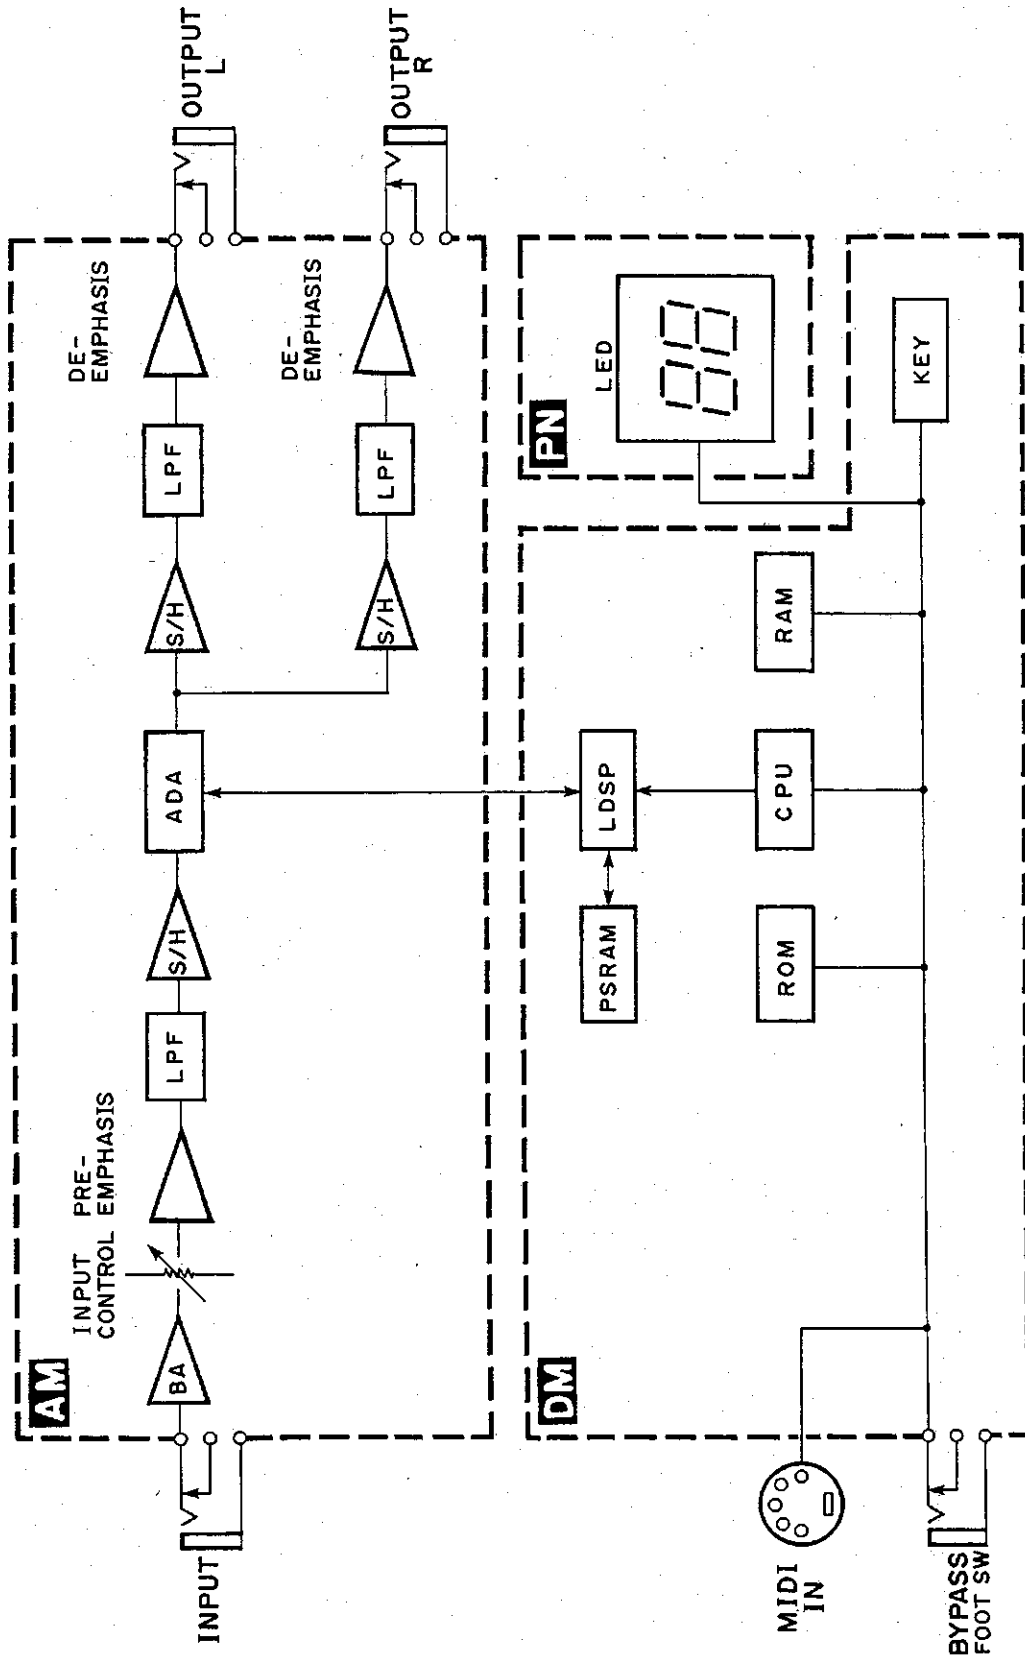 AM
INPUT
BA
INPUT
CONTROL
PRE-
EMPHASIS
LPF
S/H
ADA
S/H
LPF
DE-
EMPHASIS
OUTPUT
L
S/H
LPF
DE-
EMPHASIS
OUTPUT
R
PN
LED
88
DM
MIDI
IN
PSRAM
LDSP
ROM
CPU
RAM
KEY
BYPASS
FOOT SW